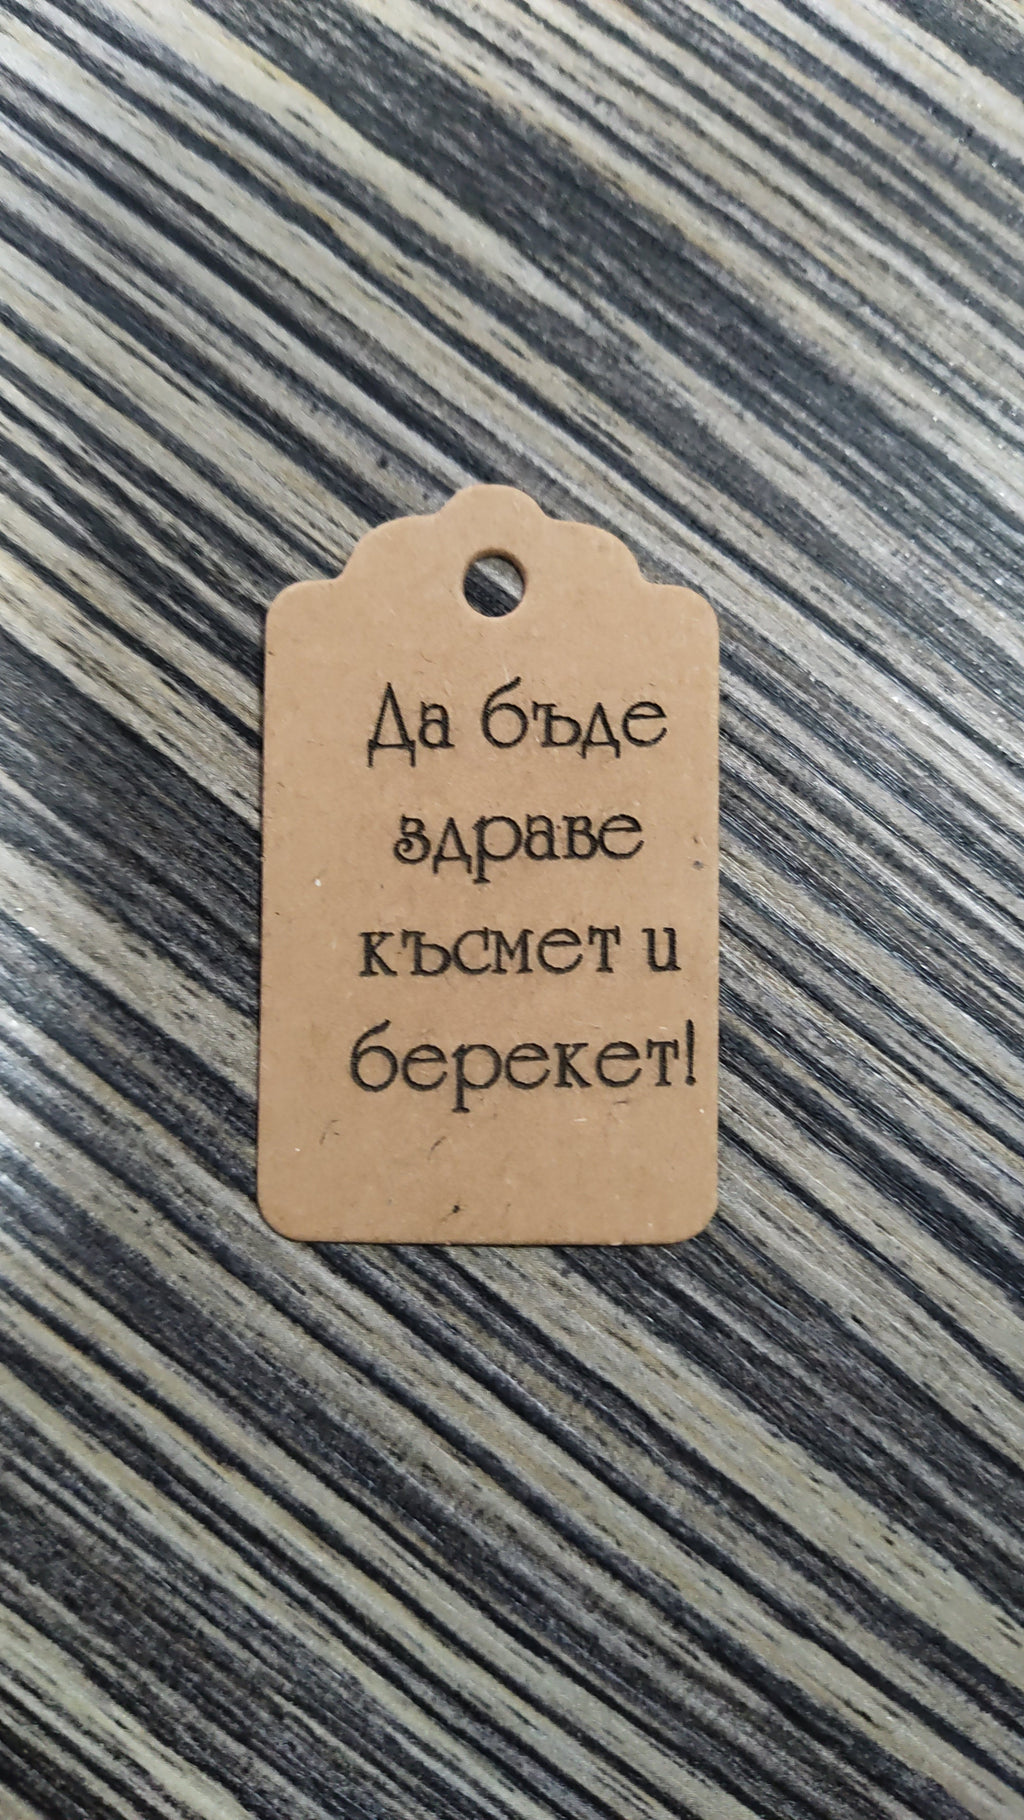 Да бъде
здраве
късмет и
берекет!